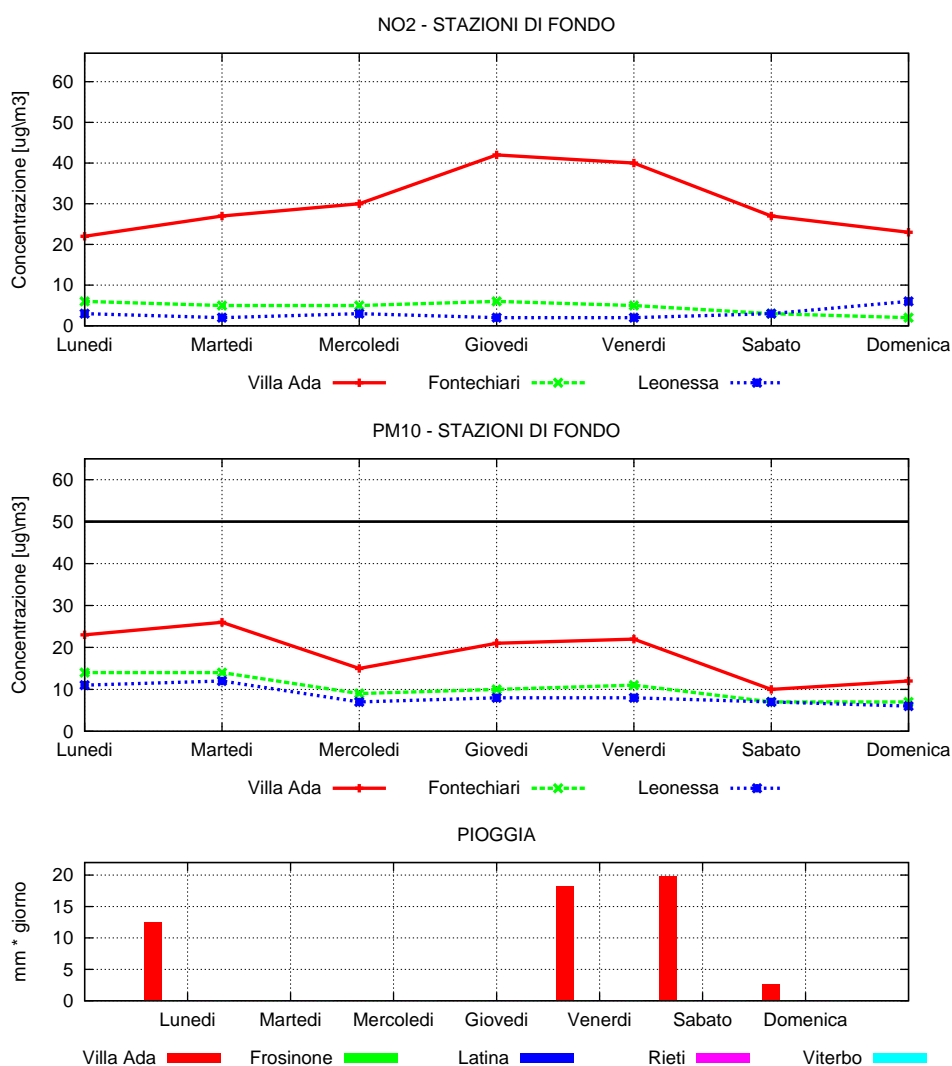 NO2 - STAZIONI DI FONDO
Concentrazione [ug\m3]
60
50
40
30
20
10
0
Lunedi Martedi Mercoledi Giovedi Venerdi Sabato Domenica
Villa Ada Fontechiari Leonessa
PM10 - STAZIONI DI FONDO
Concentrazione [ug\m3]
60
50
40
30
20
10
0
Lunedi Martedi Mercoledi Giovedi Venerdi Sabato Domenica
Villa Ada Fontechiari Leonessa
PIOGGIA
mm * giorno
20
15
10
5
0
Lunedi Martedi Mercoledi Giovedi Venerdi Sabato Domenica
Villa Ada Frosinone Latina Rieti Viterbo